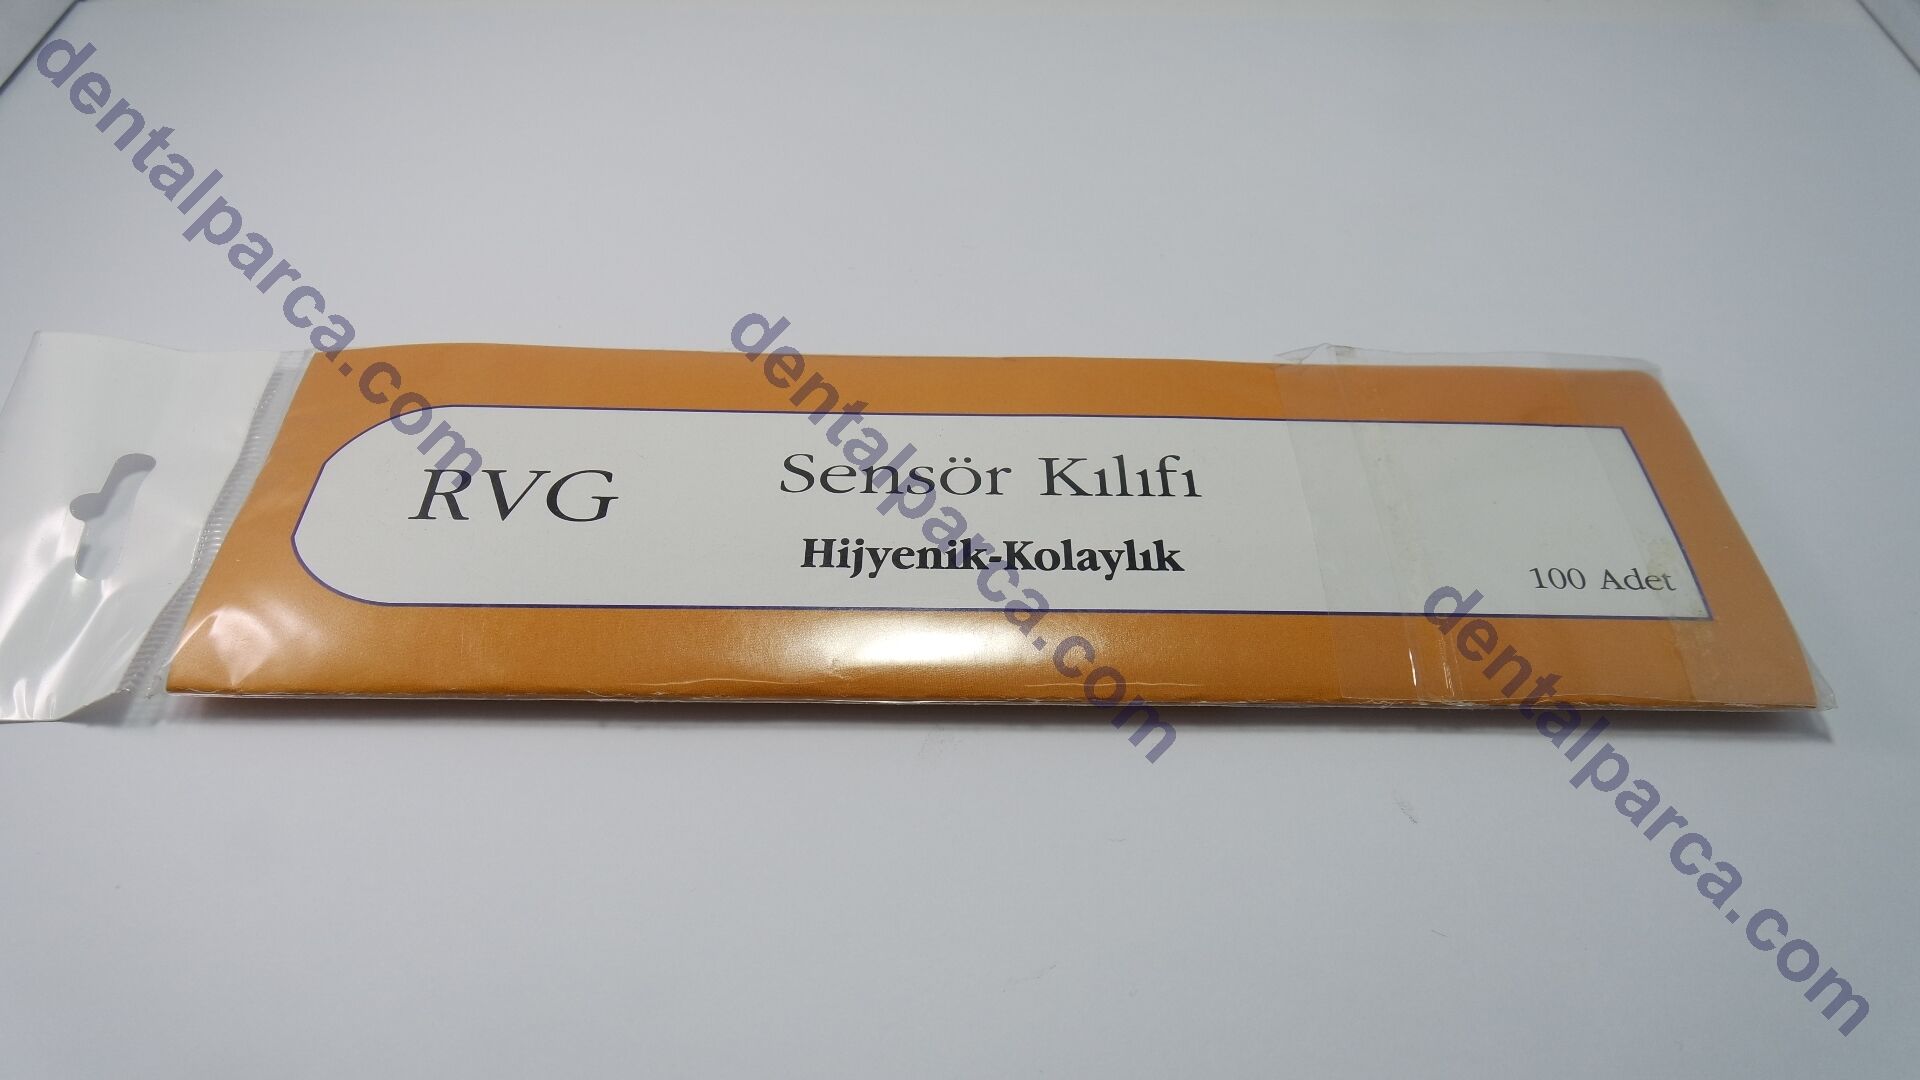 dentalparca.com
dentalparca.com
RVG
Sensör Kılıfı
Hijyenik-Kolaylık
100 Adet
dentalparca.com